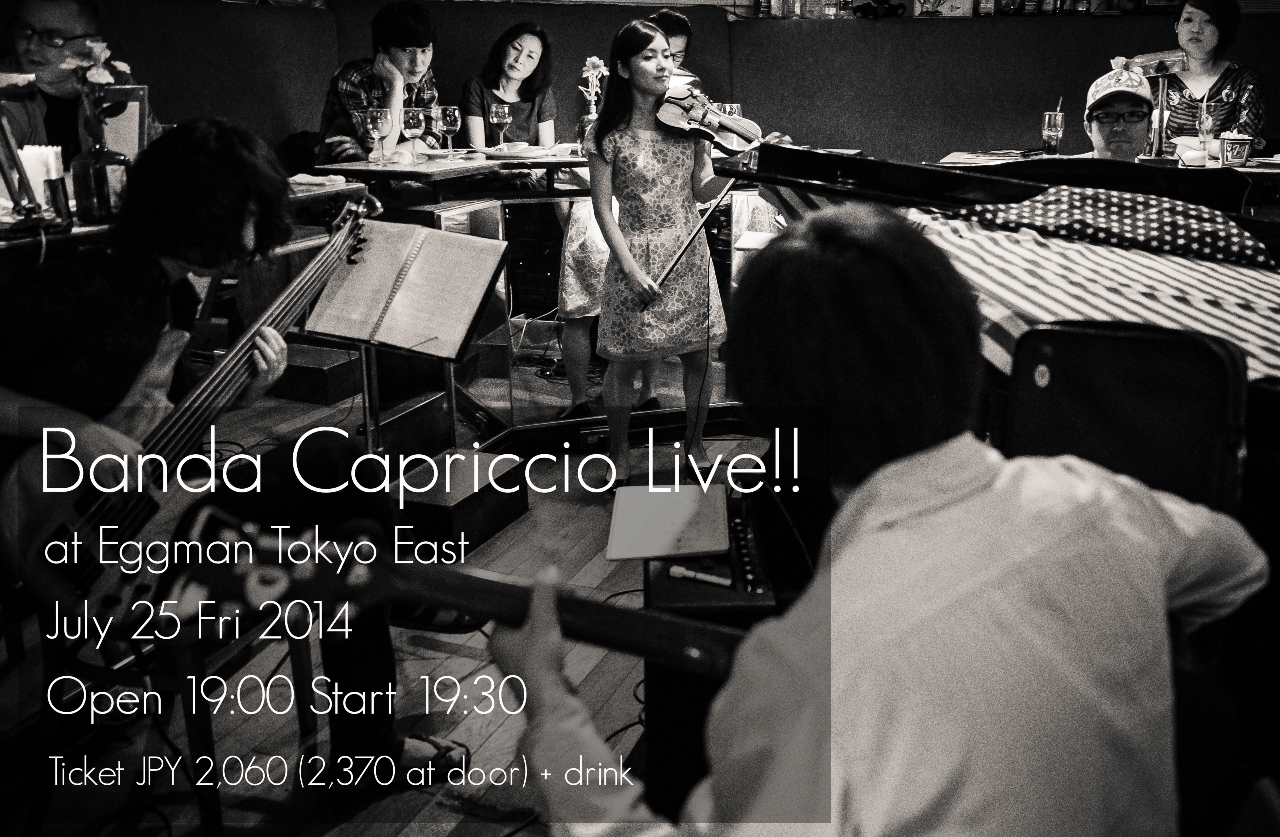 Banda Capriccio Live!!
at Eggman Tokyo East
July 25 Fri 2014
Open 19:00 Start 19:30
Ticket JPY 2,060 (2,370 at door) + drink